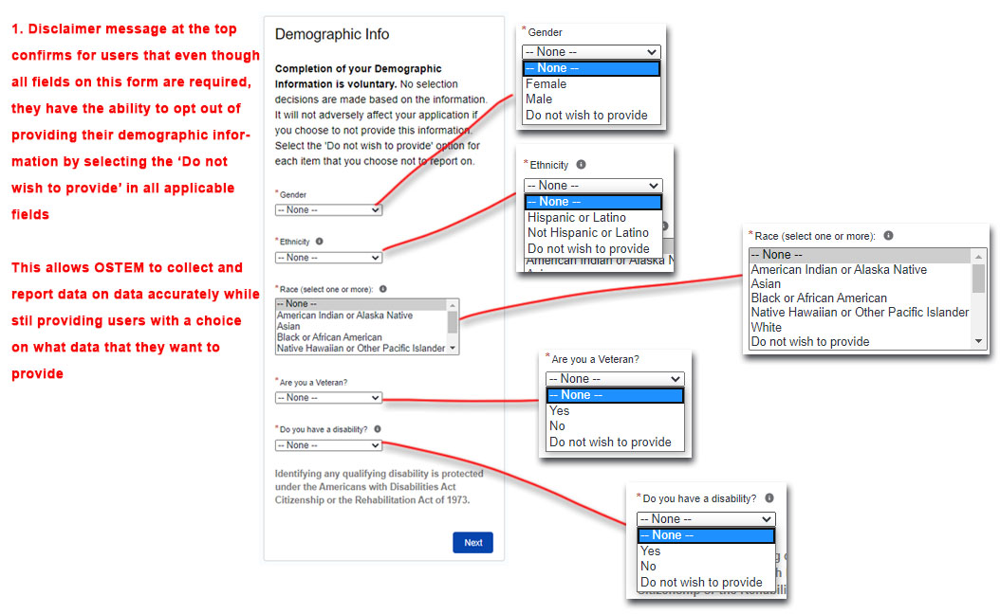 1. Disclaimer message at the top
confirms for users that even though
all fields on this form are required,
they have the ability to opt out of
providing their demographic infor-
mation by selecting the ‘Do not
wish to provide’ in all applicable
fields
This allows OSTEM to collect and
report data on data accurately while
stil providing users with a choice
on what data that they want to
provide
Demographic Info
Completion of your Demographic
Information is voluntary. No selection
decisions are made based on the information.
It will not adversely affect your application if
you choose to not provide this information.
Select the 'Do not wish to provide' option for
each item that you choose not to report on.
*Gender
-- None --
*Ethnicity
-- None --
*Race (select one or more):
-- None --
American Indian or Alaska Native
Asian
Black or African American
Native Hawaiian or Other Pacific Islander
*Are you a Veteran?
-- None --
*Do you have a disability?
-- None --
Identifying any qualifying disability is protected
under the Americans with Disabilities Act
Citizenship or the Rehabilitation Act of 1973.
Next
*Gender
-- None --
-- None --
Female
Male
Do not wish to provide
*Ethnicity
-- None --
-- None --
Hispanic or Latino
Not Hispanic or Latino
Do not wish to provide
American Indian or Alaska N
*Race (select one or more):
-- None --
American Indian or Alaska Native
Asian
Black or African American
Native Hawaiian or Other Pacific Islander
White
Do not wish to provide
*Are you a Veteran?
-- None --
-- None --
Yes
No
Do not wish to provide
*Do you have a disability?
-- None --
-- None --
Yes
No
Do not wish to provide